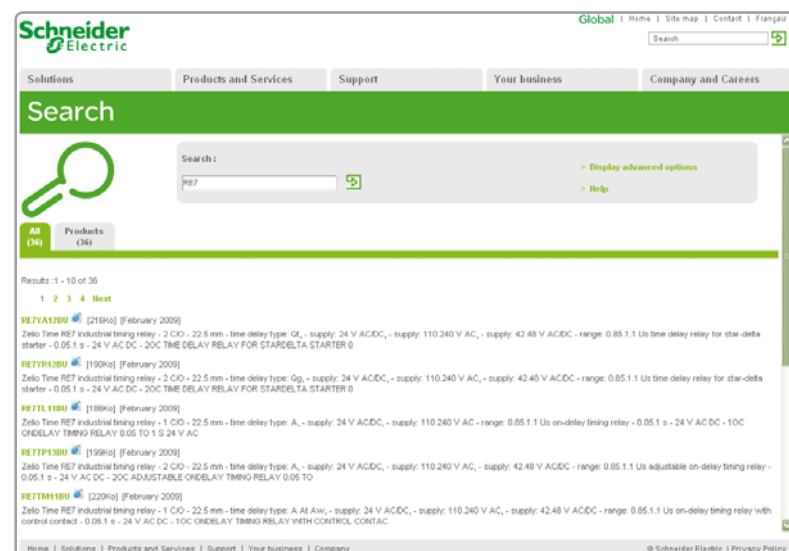 Global | Home | Site map | Contact | Français
Schneider
Electric
Search
Solutions Products and Services Support Your business Company and Careers
Search
Search :
RE7
> Display advanced options
> Help
All
(36)
Products
(36)
Results :1 - 10 of 36
1 2 3 4 Next
RE7YA12BU [216Ko] [February 2009]
Zelio Time RE7 industrial timing relay - 2 C/O - 22.5 mm - time delay type: Qt, - supply: 24 V AC/DC, - supply: 110.240 V AC, - supply: 42.48 V AC/DC - range: 0.85.1.1 Us time delay relay for star-delta
starter - 0.05.1 s - 24 V AC DC - 2OC TIME DELAY RELAY FOR STARDELTA STARTER 0
RE7YR12BU [190Ko] [February 2009]
Zelio Time RE7 industrial timing relay - 2 C/O - 22.5 mm - time delay type: Qg, - supply: 24 V AC/DC, - supply: 110.240 V AC, - supply: 42.48 V AC/DC - range: 0.85.1.1 Us time delay relay for star-delta
starter - 0.05.1 s - 24 V AC DC - 2OC TIME DELAY RELAY FOR STARDELTA STARTER 0
RE7TL11BU [186Ko] [February 2009]
Zelio Time RE7 industrial timing relay - 1 C/O - 22.5 mm - time delay type: A, - supply: 24 V AC/DC, - supply: 110.240 V AC - range: 0.85.1.1 Us on-delay timing relay - 0.05.1 s - 24 V AC DC - 1OC
ONDELAY TIMING RELAY 0.05 TO 1 S 24 V AC
RE7TP13BU [199Ko] [February 2009]
Zelio Time RE7 industrial timing relay - 2 C/O - 22.5 mm - time delay type: A, - supply: 24 V AC/DC, - supply: 110.240 V AC, - supply: 42.48 V AC/DC - range: 0.85.1.1 Us adjustable on-delay timing relay -
0.05.1 s - 24 V AC DC - 2OC ADJUSTABLE ONDELAY TIMING RELAY 0.05 TO
RE7TM11BU [220Ko] [February 2009]
Zelio Time RE7 industrial timing relay - 1 C/O - 22.5 mm - time delay type: A At Aw, - supply: 24 V AC/DC, - supply: 110.240 V AC, - supply: 42.48 V AC/DC - range: 0.85.1.1 Us on-delay timing relay with
control contact - 0.05.1 s - 24 V AC DC - 1OC ONDELAY TIMING RELAY WITH CONTROL CONTAC
Home | Solutions | Products and Services | Support | Your business | Company © Schneider Electric | Privacy Policy